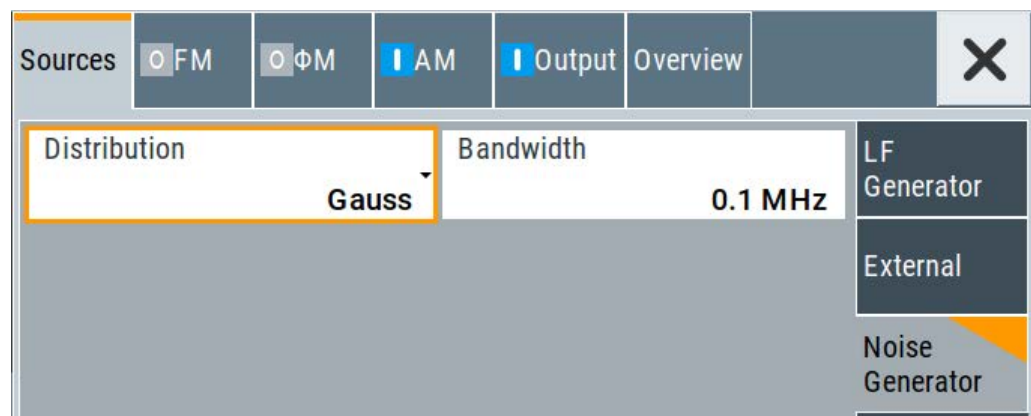 Sources
O FM
O ΦM
I AM
I Output
Overview
Distribution
Gauss
Bandwidth
0.1 MHz
LF
Generator
External
Noise
Generator